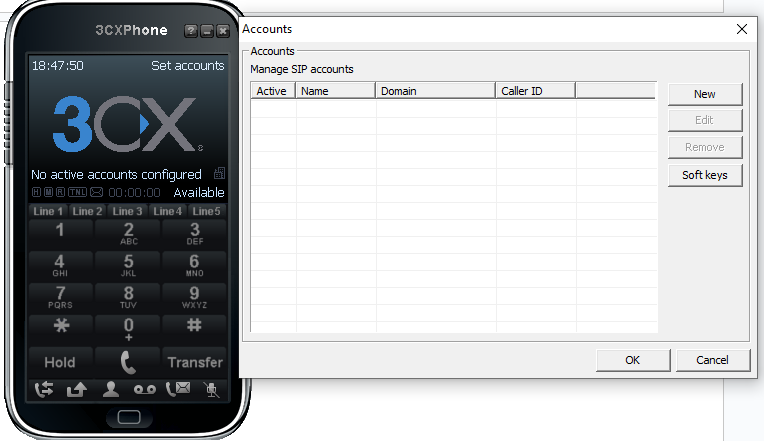 3CXPhone
18:47:50 Set accounts
3CX
No active accounts configured
H M R TNL 00:00:00 Available
Line 1 Line 2 Line 3 Line 4 Line 5
1 2 3
ABC DEF
4 5 6
GHI JKL MNO
7 8 9
PQRS TUV WXYZ
* 0 #
+
Hold Transfer
Accounts
Accounts
Manage SIP accounts
Active Name Domain Caller ID
New
Edit
Remove
Soft keys
OK Cancel